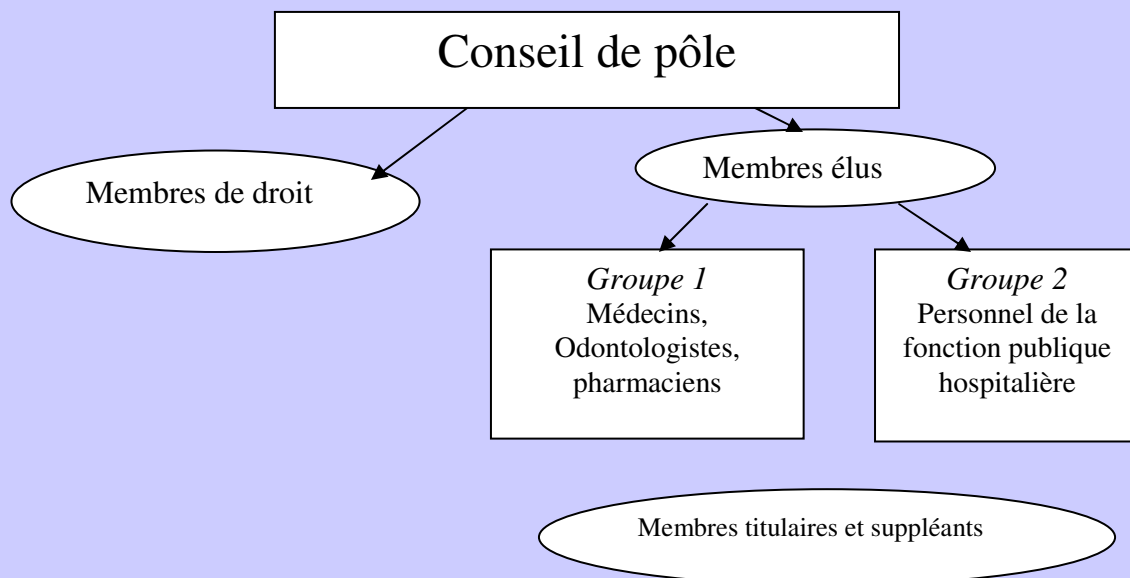 Conseil de pôle
Membres de droit
Membres élus
Groupe 1
Médecins,
Odontologistes,
pharmaciens
Groupe 2
Personnel de la
fonction publique
hospitalière
Membres titulaires et suppléants